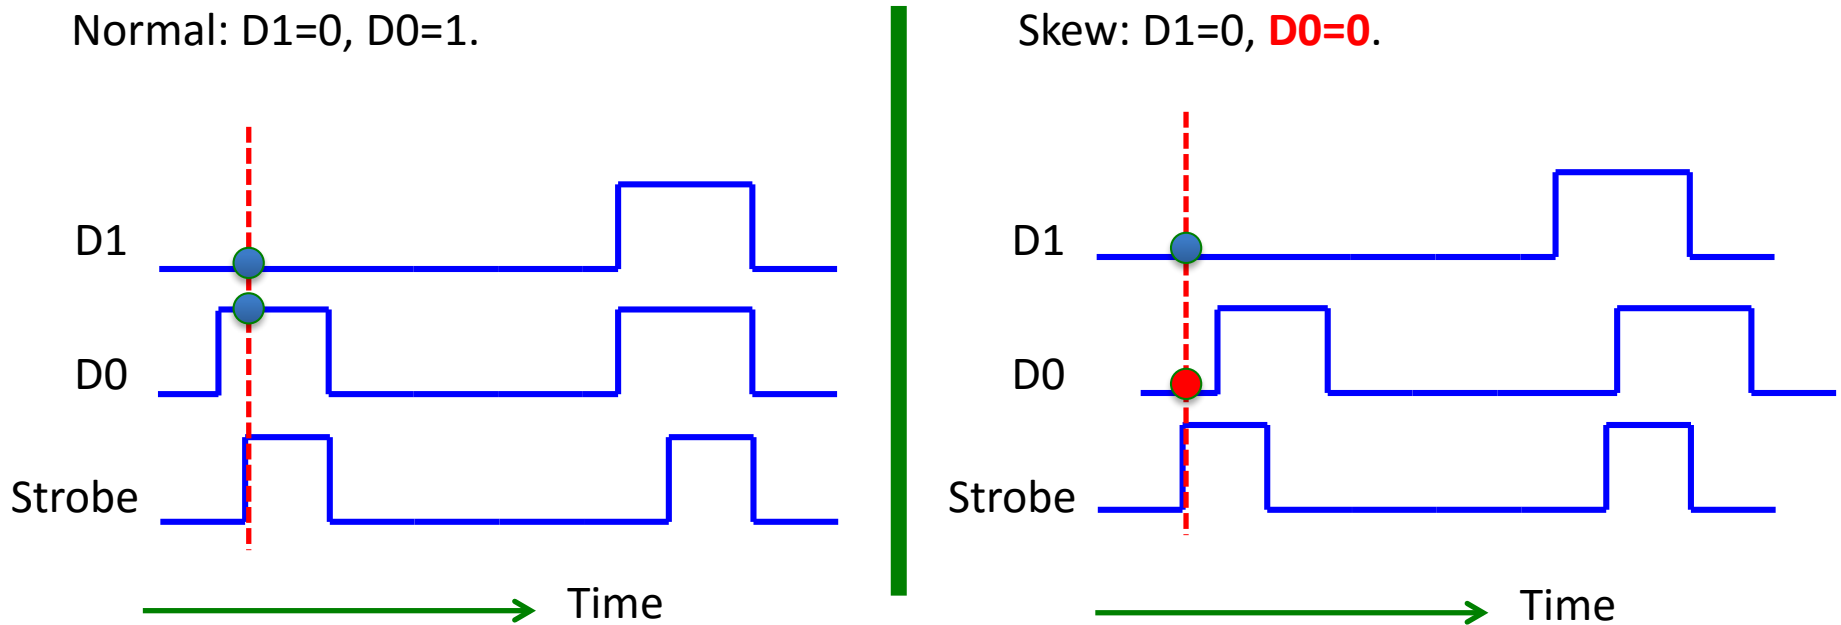 Normal: D1=0, D0=1.
D1
D0
Strobe
Time
Skew: D1=0, D0=0.
D1
D0
Strobe
Time